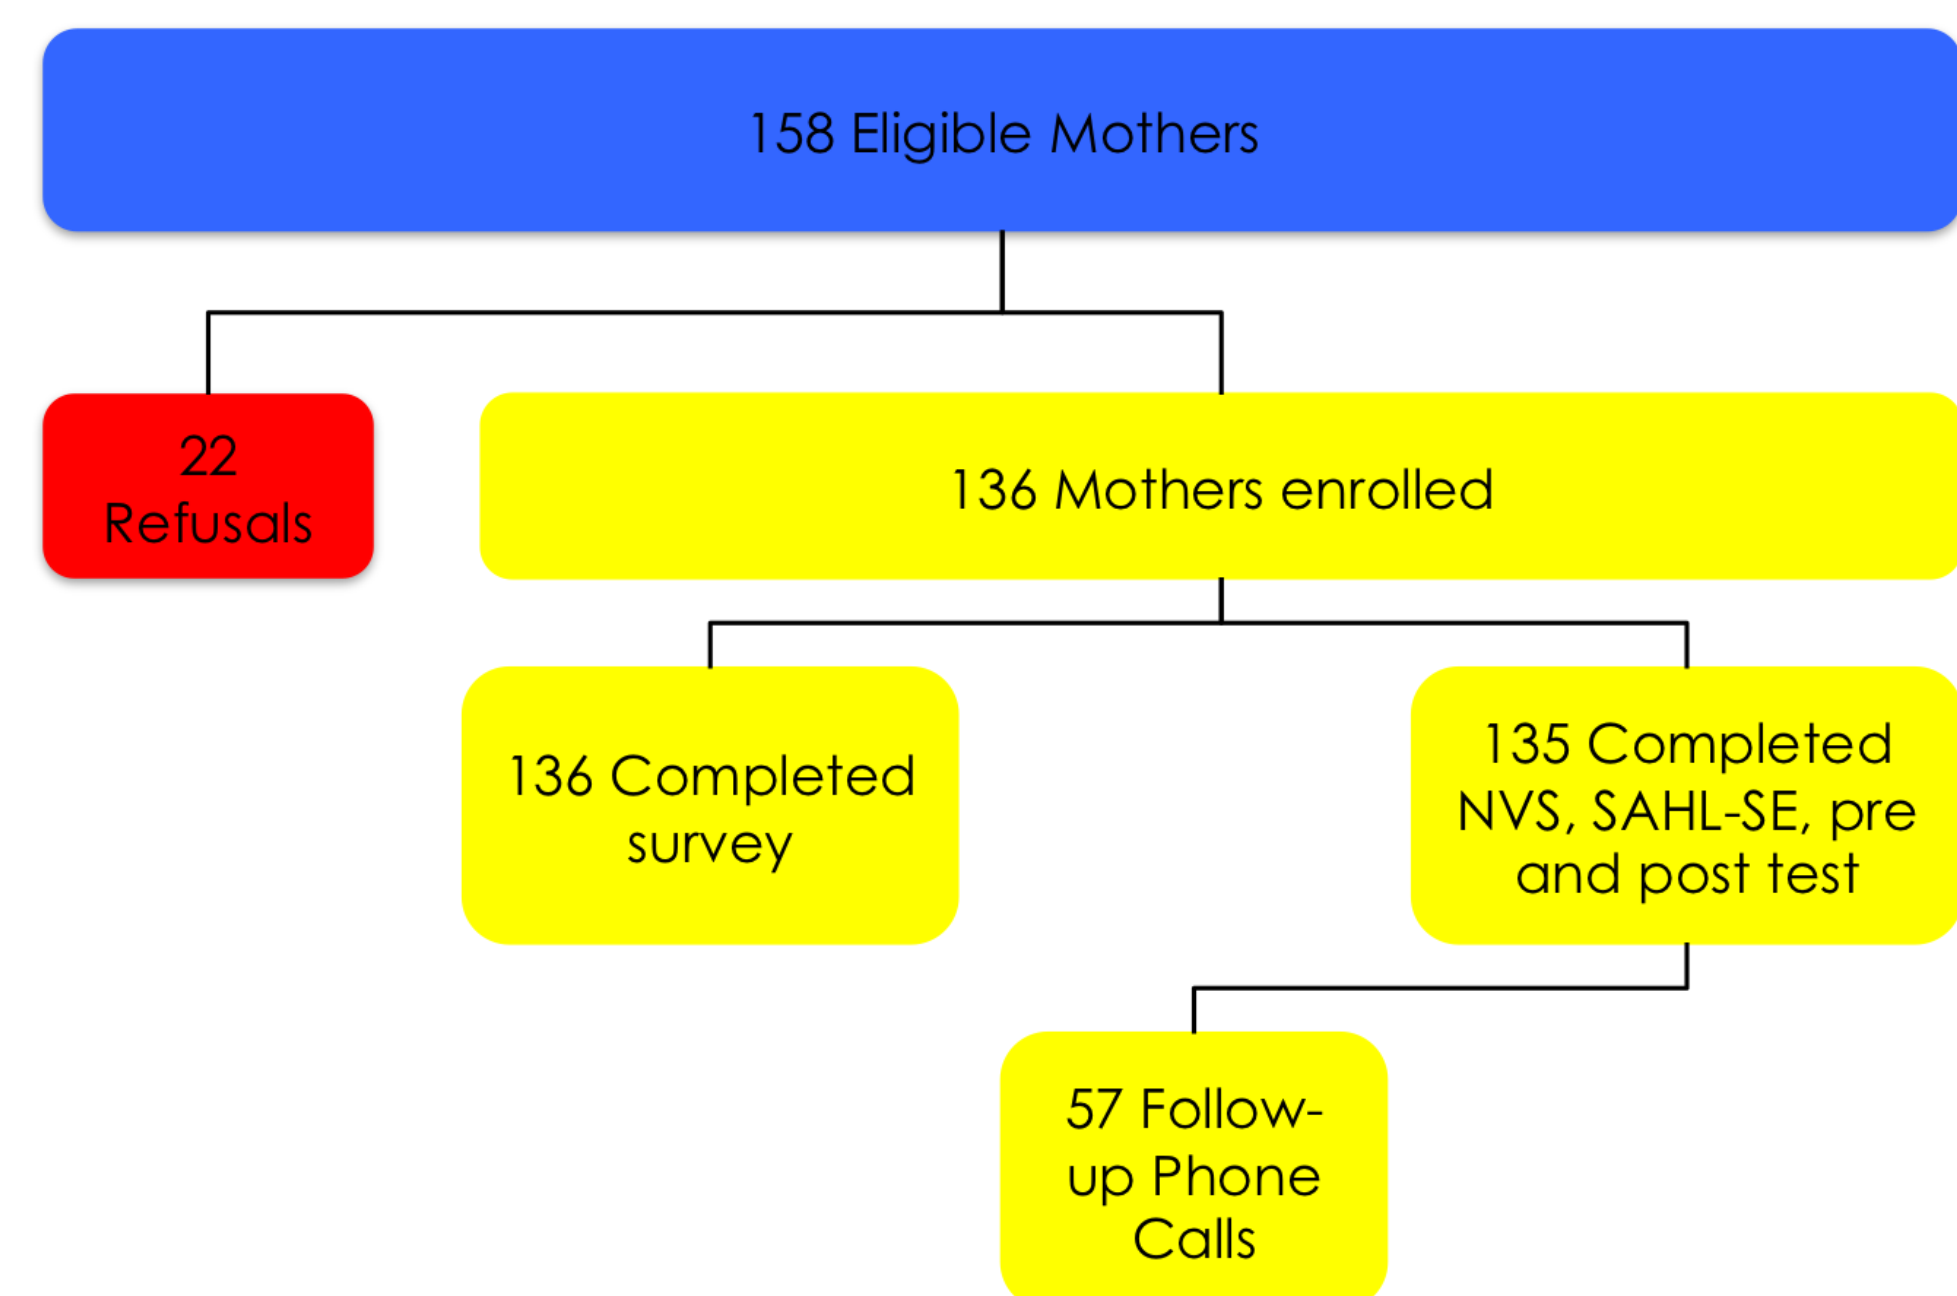 158 Eligible Mothers
22
Refusals
136 Mothers enrolled
136 Completed
survey
135 Completed
NVS, SAHL-SE, pre
and post test
57 Follow-
up Phone
Calls